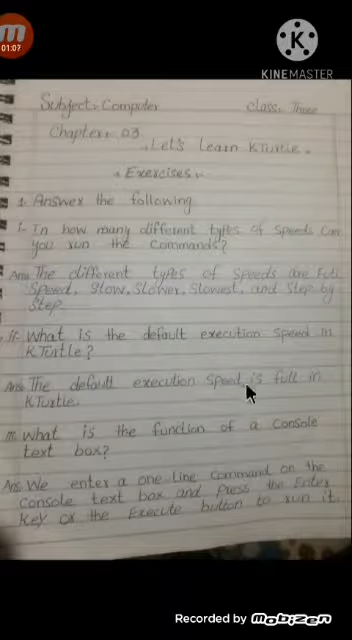 01:07
K
KINEMASTER
Subject:- Computer class:- Three
Chapter:- 03
Let's Learn KTurtle.
Exercises
1. Answer the following
i- In how many different types of speeds can
you run the commands?
Ans The different types of speeds are Full
Speed, slow, slower, slowest, and step by
step.
ii- What is the default execution speed in
KTurtle?
Ans The default execution speed is full in
KTurtle.
iii. What is the function of a console
text box?
Ans. We enter a one-line command on the
console text box and press the Enter
key or the Execute button to run it.
Recorded by Mobizen